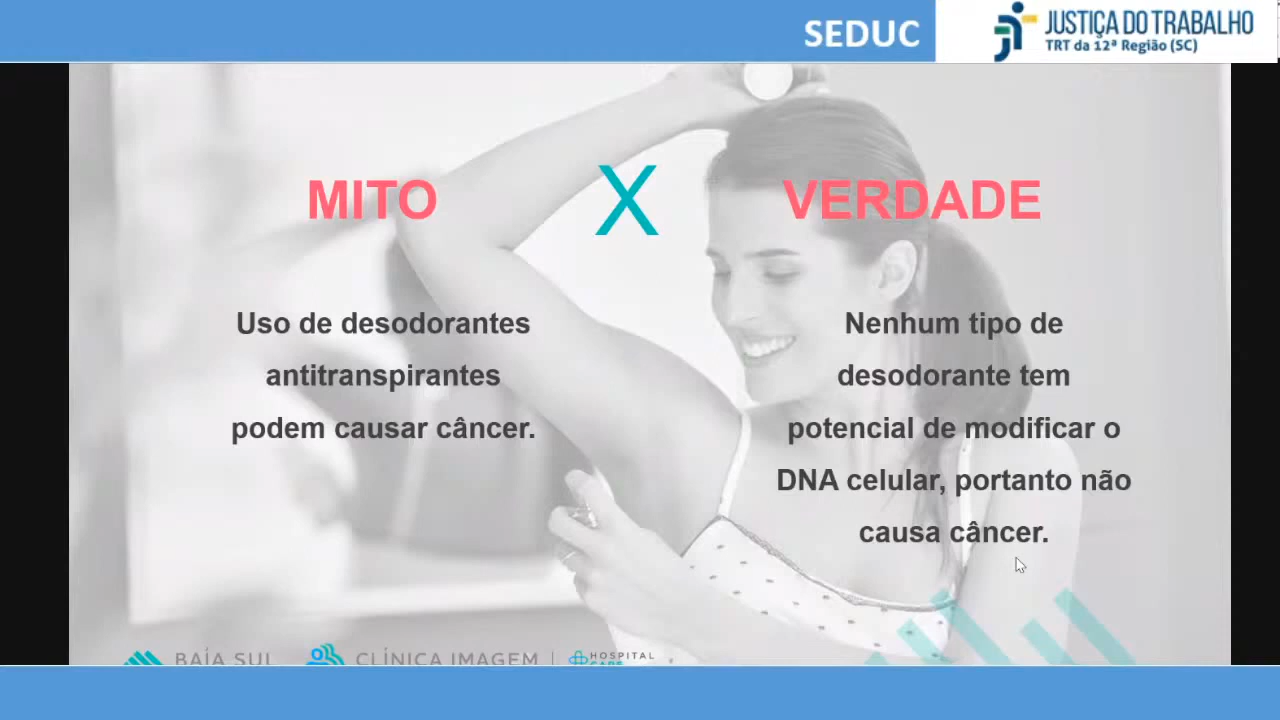 SEDUC
JUSTIÇA DO TRABALHO
TRT da 12ª Região (SC)
MITO
X
VERDADE
Uso de desodorantes
antitranspirantes
podem causar câncer.
Nenhum tipo de
desodorante tem
potencial de modificar o
DNA celular, portanto não
causa câncer.
BAÍA SUL
CLÍNICA IMAGEM
HOSPITAL
CARE